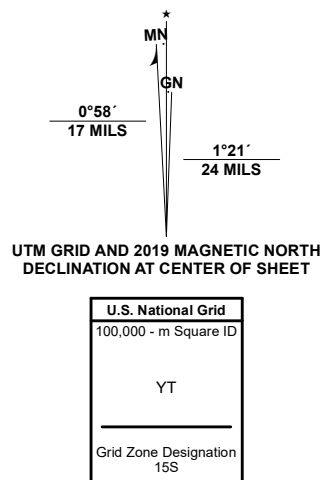 ★
MN
GN
0°58´
17 MILS
1°21´
24 MILS
UTM GRID AND 2019 MAGNETIC NORTH
DECLINATION AT CENTER OF SHEET
U.S. National Grid
100,000 - m Square ID
YT
Grid Zone Designation
15S